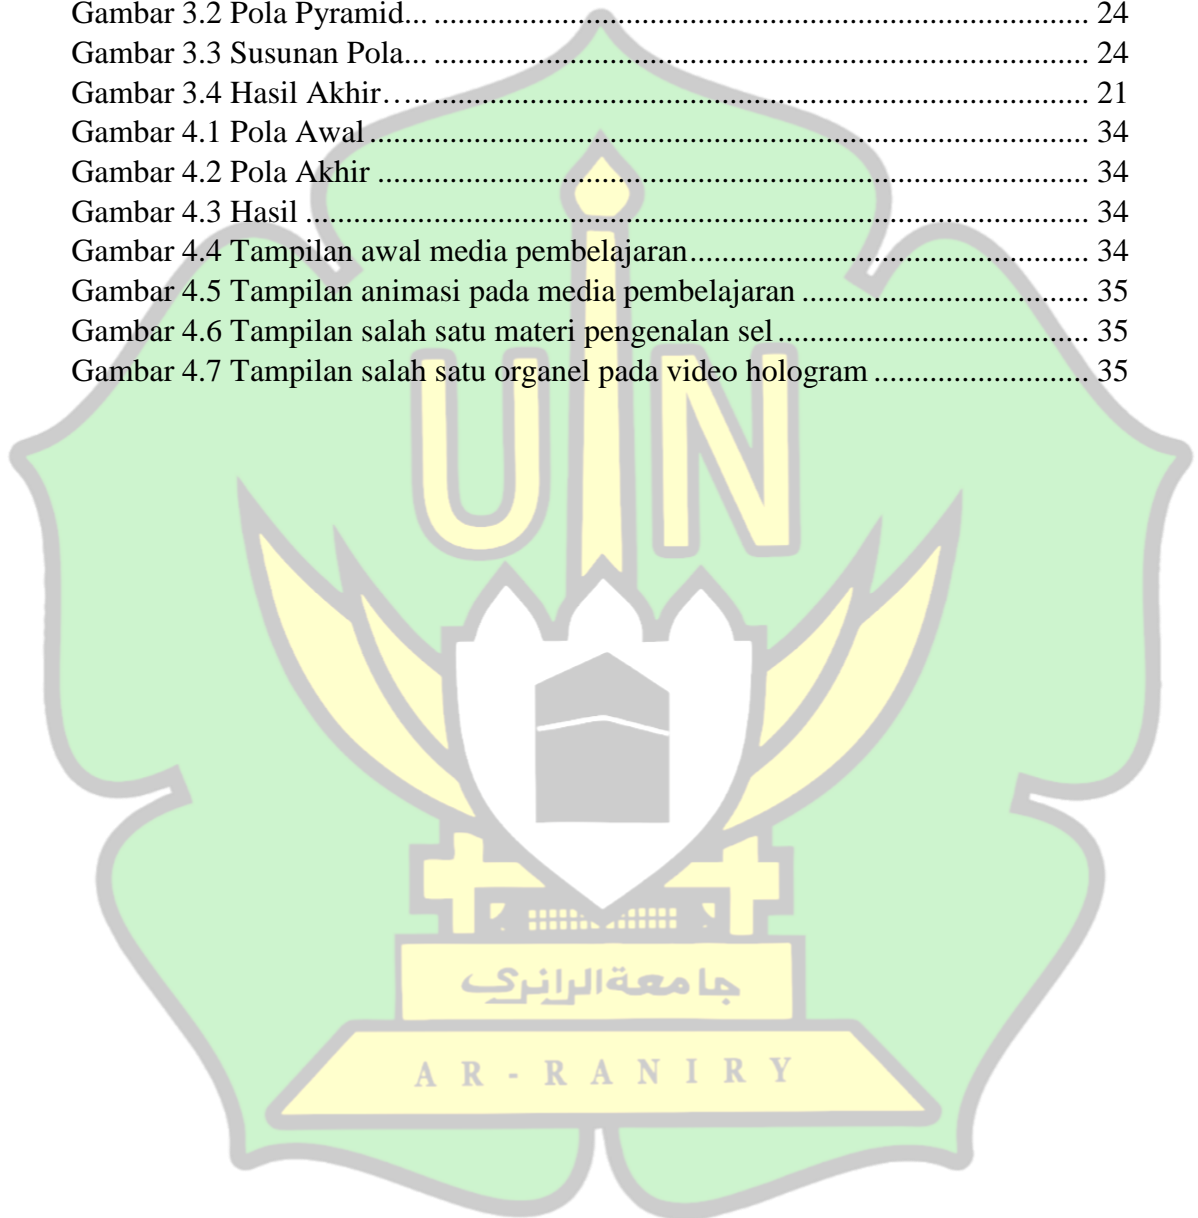 Gambar 3.2 Pola Pyramid... .................................................................................. 24
Gambar 3.3 Susunan Pola... .................................................................................. 24
Gambar 3.4 Hasil Akhir….. .................................................................................. 21
Gambar 4.1 Pola Awal .......................................................................................... 34
Gambar 4.2 Pola Akhir ......................................................................................... 34
Gambar 4.3 Hasil .................................................................................................. 34
Gambar 4.4 Tampilan awal media pembelajaran.................................................. 34
Gambar 4.5 Tampilan animasi pada media pembelajaran .................................... 35
Gambar 4.6 Tampilan salah satu materi pengenalan sel ....................................... 35
Gambar 4.7 Tampilan salah satu organel pada video hologram ........................... 35
UIN
جامعةالرانري
AR-RANIRY